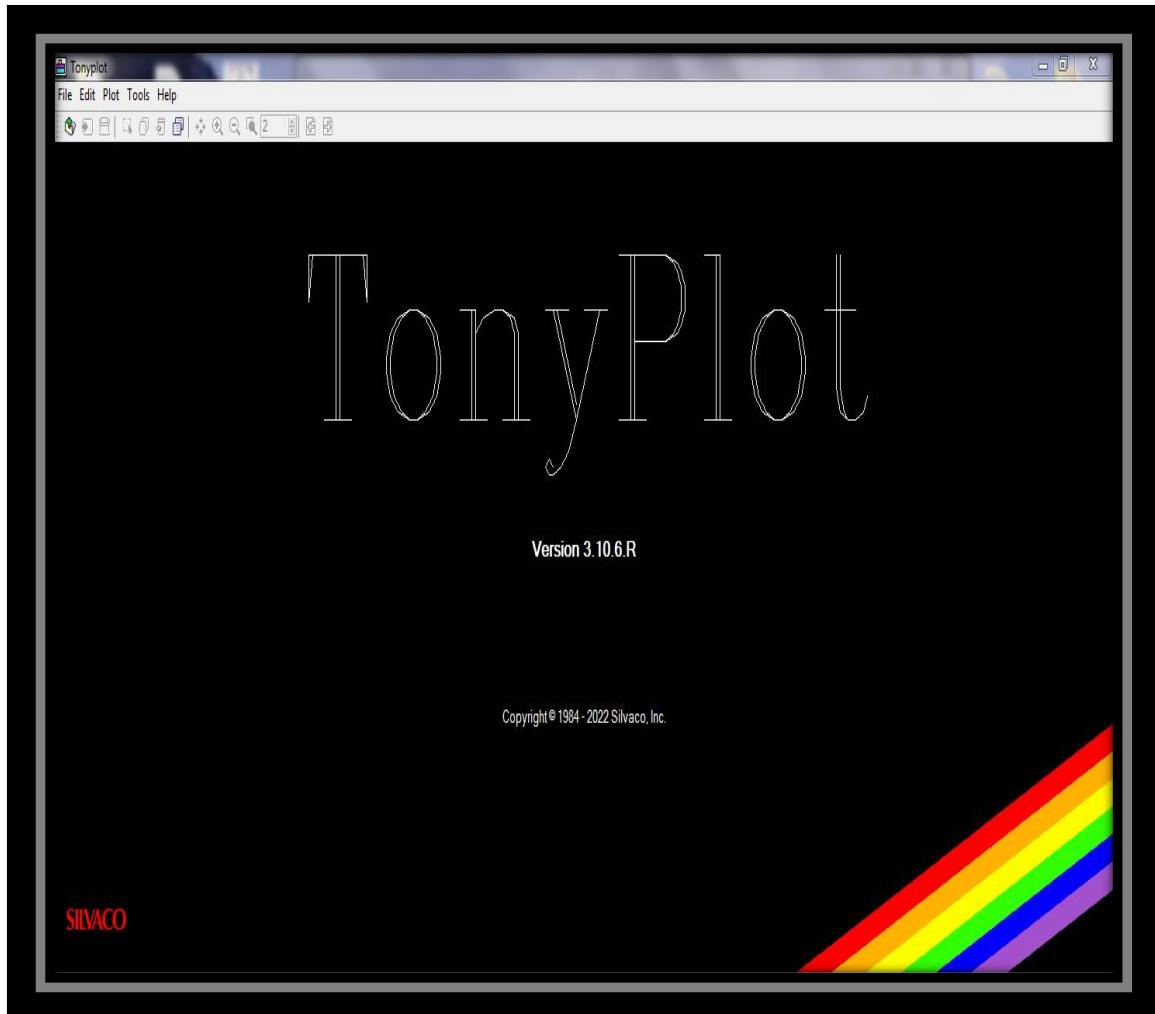 Tonyplot
File Edit Plot Tools Help
2
TonyPlot
Version 3.10.6.R
Copyright © 1984 - 2022 Silvaco, Inc.
SILVACO